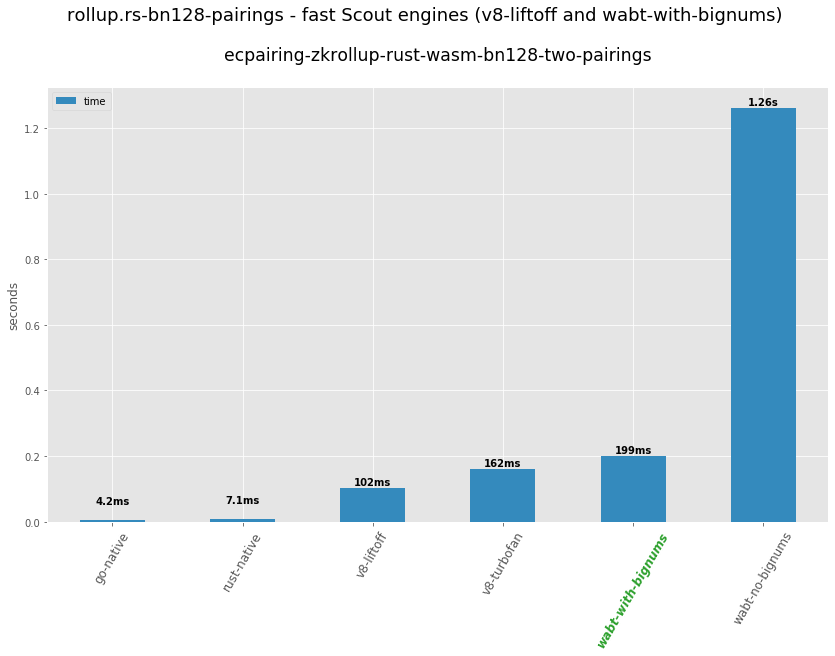 rollup.rs-bn128-pairings - fast Scout engines (v8-liftoff and wabt-with-bignums)
ecpairing-zkrollup-rust-wasm-bn128-two-pairings
time
seconds
1.2
1.0
0.8
0.6
0.4
0.2
0.0
4.2ms
7.1ms
102ms
162ms
199ms
1.26s
go-native
rust-native
v8-liftoff
v8-turbofan
wabt-with-bignums
wabt-no-bignums